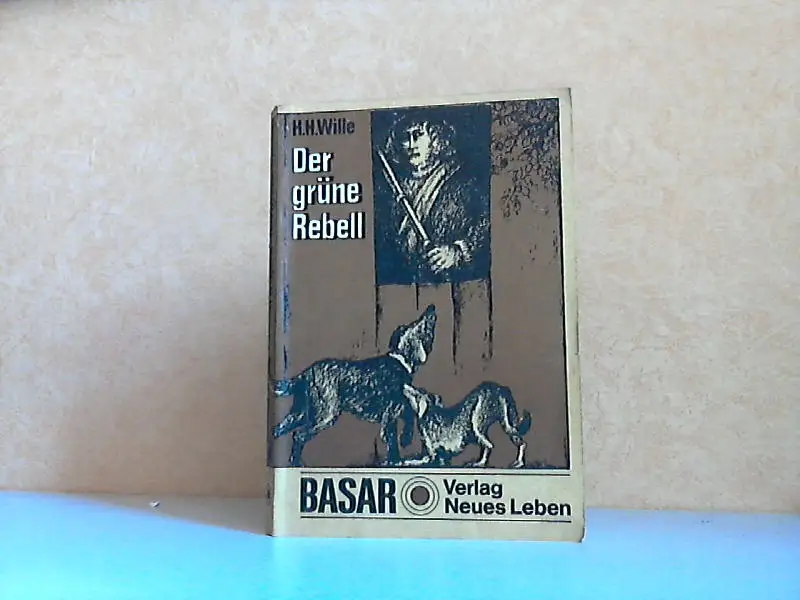 H.H.Wille
Der
grüne
Rebell
BASAR
Verlag
Neues Leben